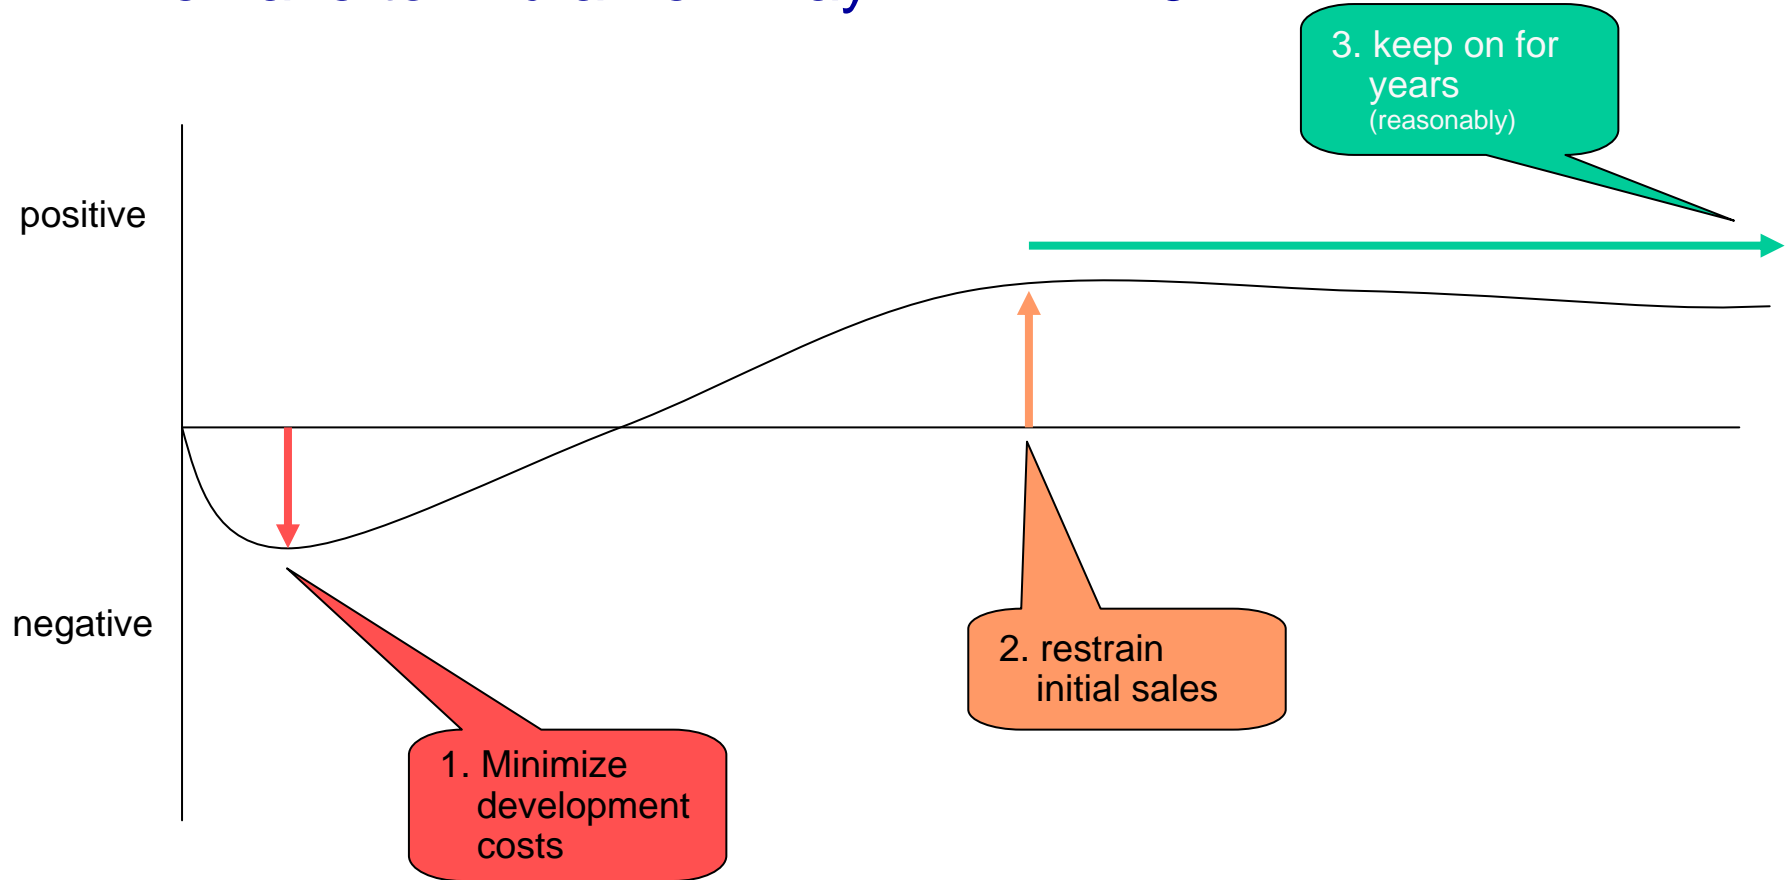 3. keep on for
years
(reasonably)
positive
negative
2. restrain
initial sales
1. Minimize
development
costs